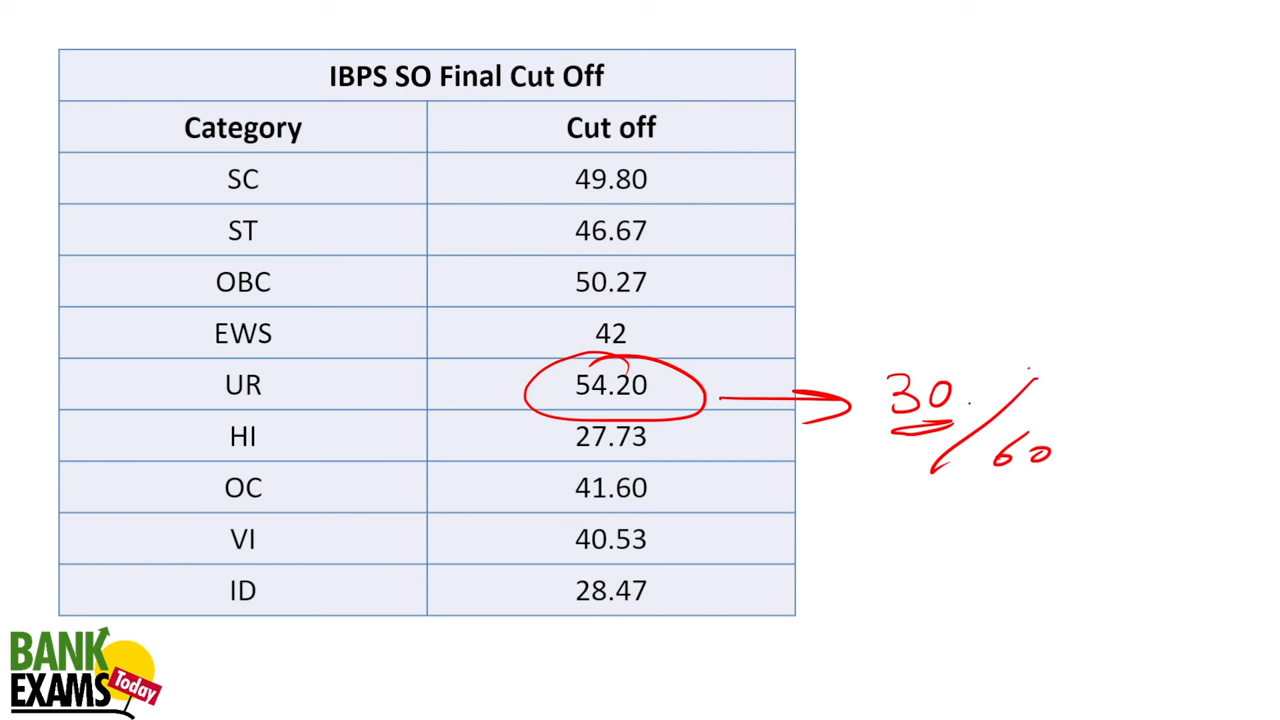 IBPS SO Final Cut Off
Category Cut off
SC 49.80
ST 46.67
OBC 50.27
EWS 42
UR 54.20 30/60
HI 27.73
OC 41.60
VI 40.53
ID 28.47
BANK
EXAMS Today